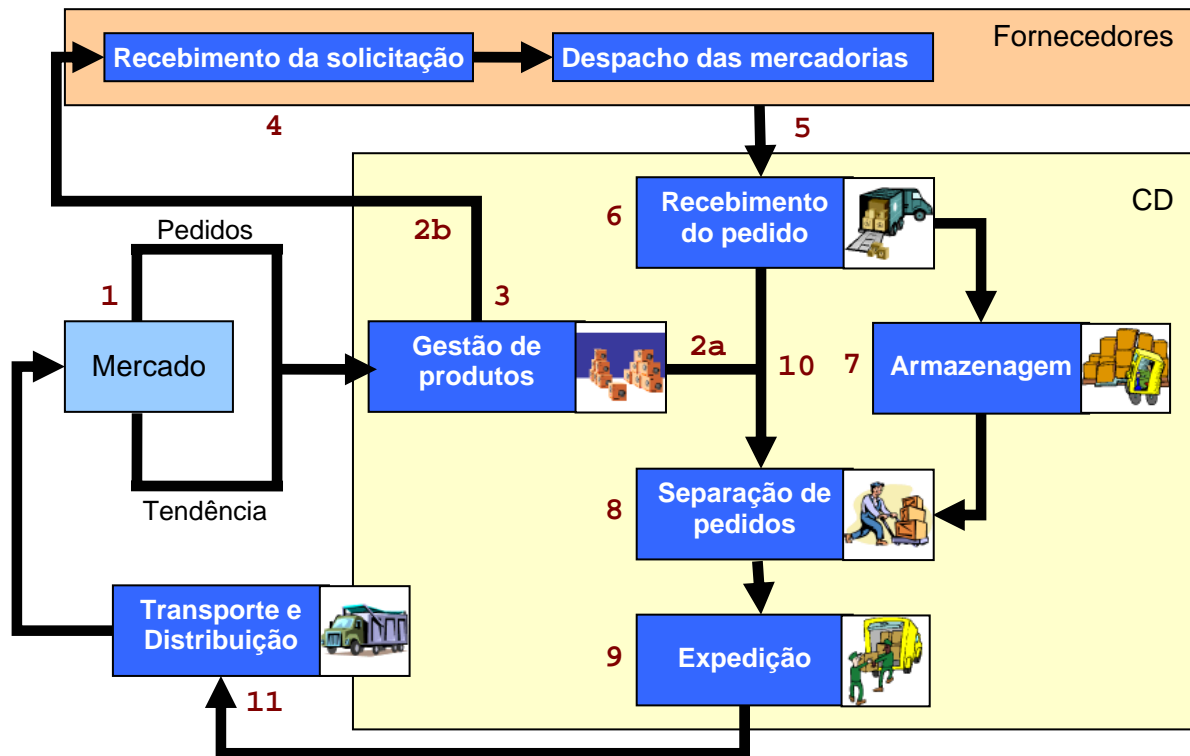 Fornecedores
Recebimento da solicitação
Despacho das mercadorias
4
5
CD
Recebimento
do pedido
6
2b
Pedidos
1
3
Mercado
Gestão de
produtos
2a
10
7
Armazenagem
Tendência
8
Separação de
pedidos
Transporte e
Distribuição
9
Expedição
11